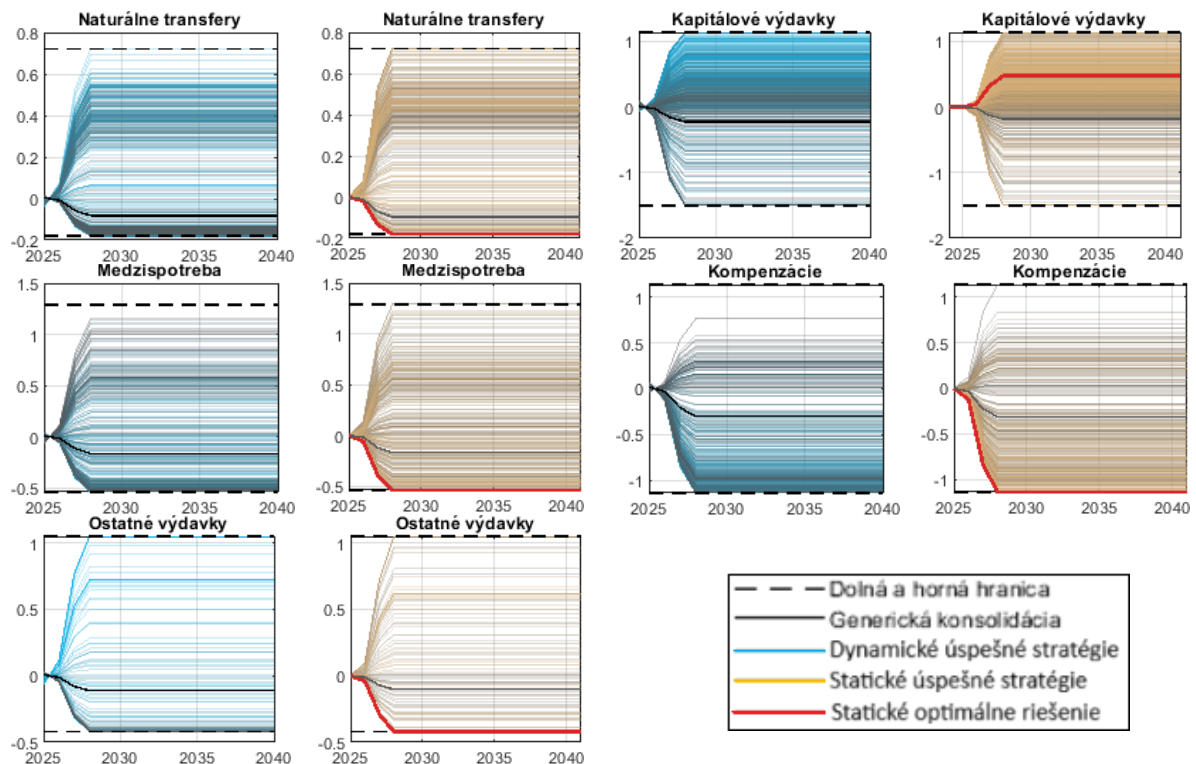 Naturálne transfery
0.8
0.6
0.4
0.2
0
-0.2
2025 2030 2035 2040
Naturálne transfery
0.8
0.6
0.4
0.2
0
-0.2
2025 2030 2035 2040
Kapitálové výdavky
1
0
-1
-2
2025 2030 2035 2040
Kapitálové výdavky
1
0
-1
-2
2025 2030 2035 2040
Medzispotreba
1.5
1
0.5
0
-0.5
2025 2030 2035 2040
Medzispotreba
1.5
1
0.5
0
-0.5
2025 2030 2035 2040
Kompenzácie
1
0.5
0
-0.5
-1
2025 2030 2035 2040
Kompenzácie
1
0.5
0
-0.5
-1
2025 2030 2035 2040
Ostatné výdavky
1
0.5
0
-0.5
2025 2030 2035 2040
Ostatné výdavky
1
0.5
0
-0.5
2025 2030 2035 2040
Dolná a horná hranica
Generická konsolidácia
Dynamické úspešné stratégie
Statické úspešné stratégie
Statické optimálne riešenie